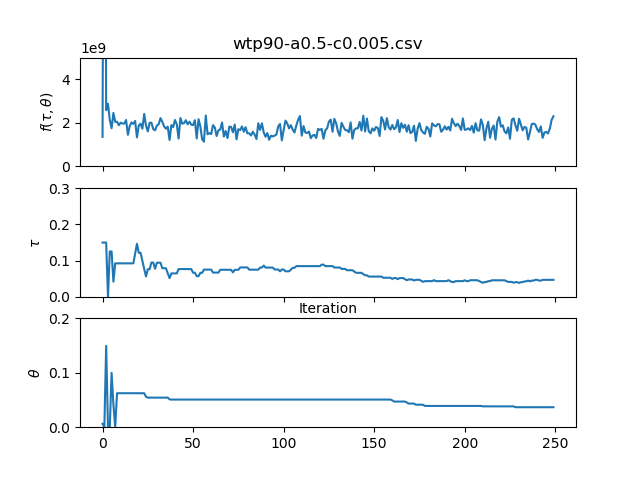 wtp90-a0.5-c0.005.csv
1e9
f(τ, θ)
4
2
0
τ
0.3
0.2
0.1
0.0
Iteration
θ
0.2
0.1
0.0
0 50 100 150 200 250